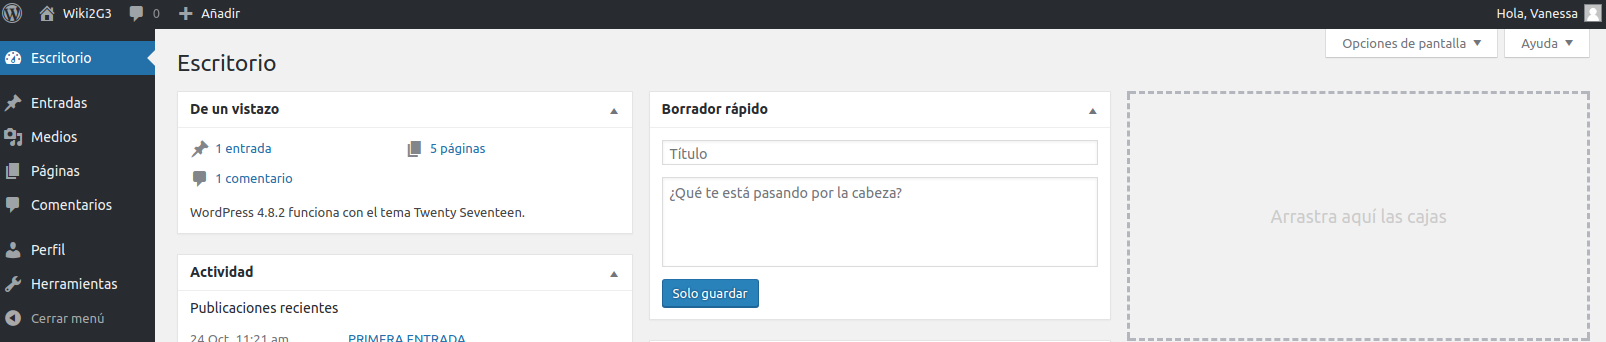 Wiki2G3 0 Añadir Hola, Vanessa
Opciones de pantalla Ayuda
Escritorio
Entradas
Medios
Páginas
Comentarios
Perfil
Herramientas
Cerrar menú
Escritorio
De un vistazo
1 entrada 5 páginas
1 comentario
WordPress 4.8.2 funciona con el tema Twenty Seventeen.
Actividad
Publicaciones recientes
24 Oct, 11:21 am PRIMERA ENTRADA
Borrador rápido
Título
¿Qué te está pasando por la cabeza?
Solo guardar
Arrastra aquí las cajas